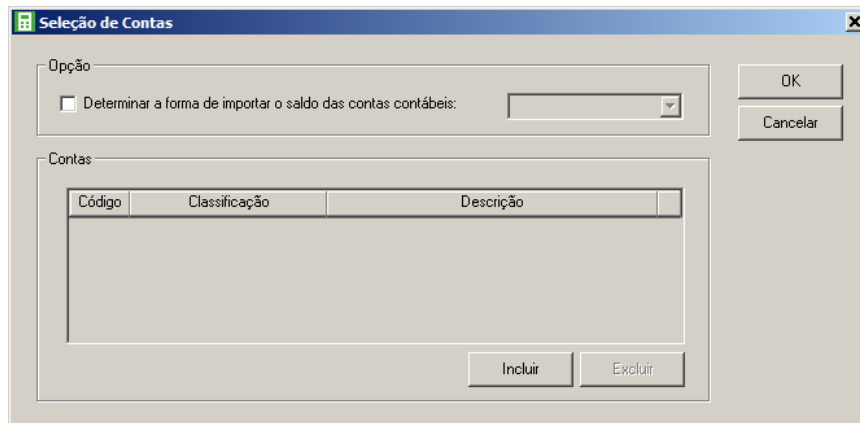 Seleção de Contas
Opção
Determinar a forma de importar o saldo das contas contábeis:
OK
Cancelar
Contas
Código Classificação Descrição
Incluir Excluir